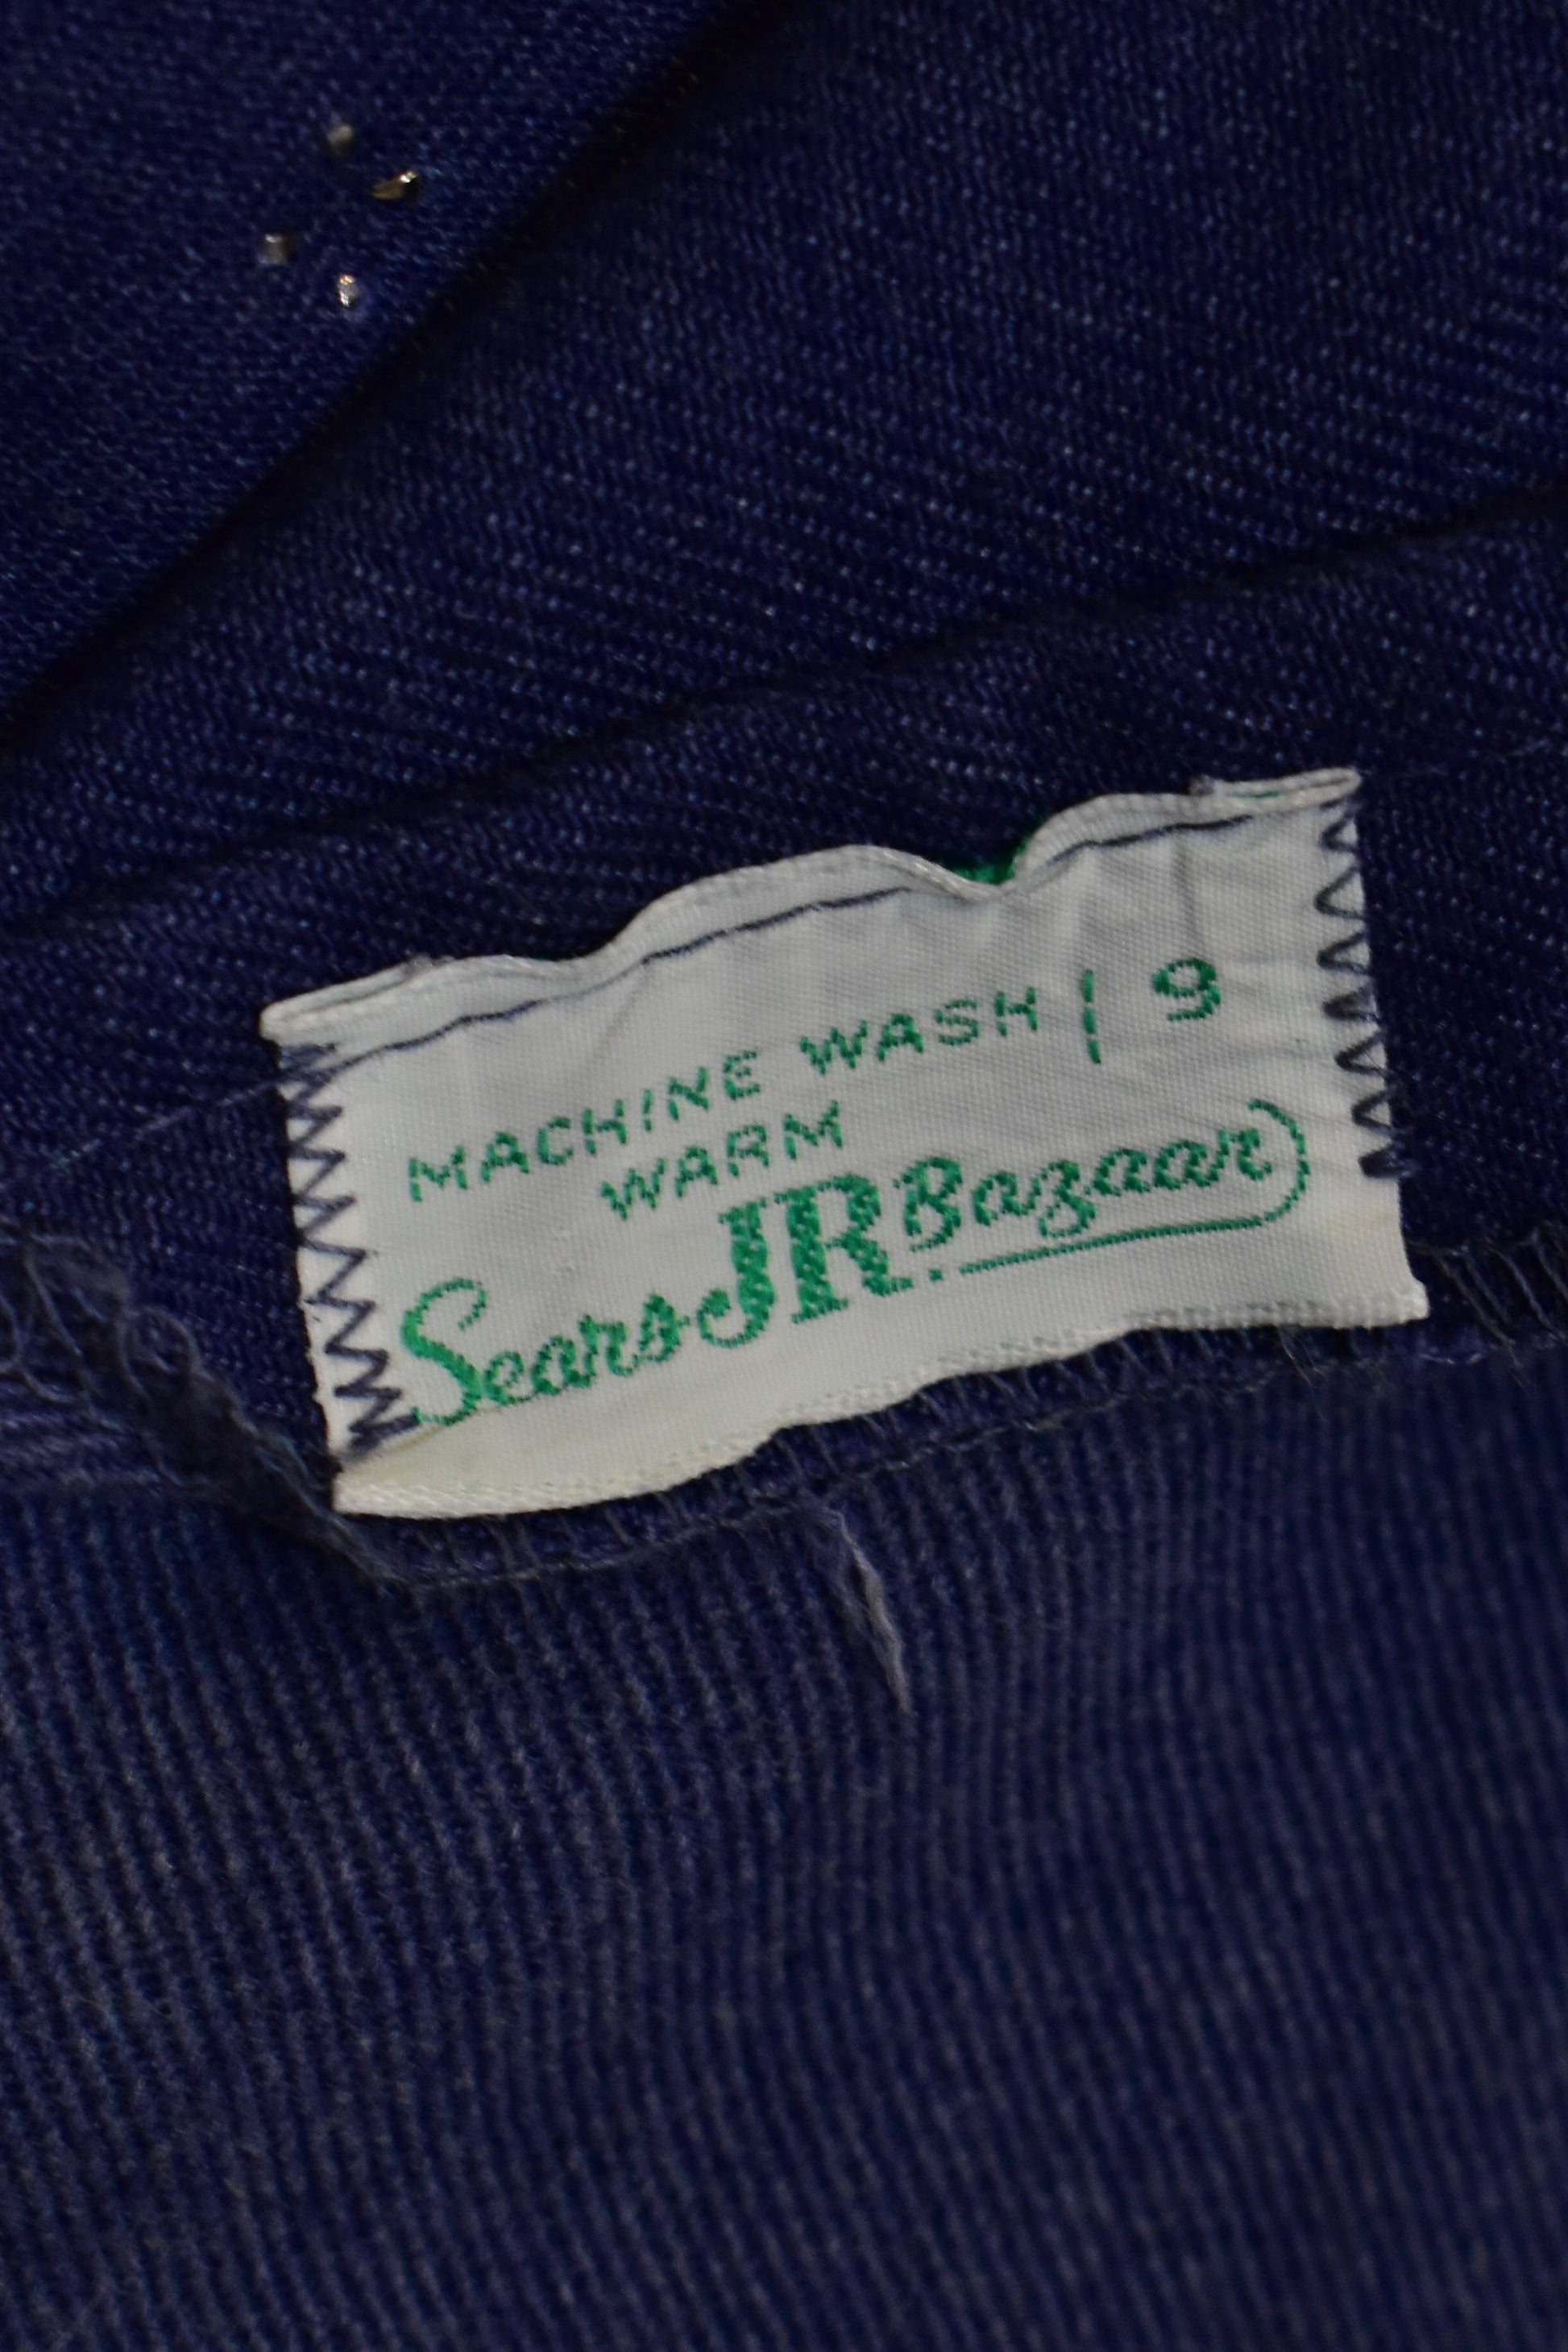 MACHINE WASH | 9
WARM
Sears JR. Bazaar